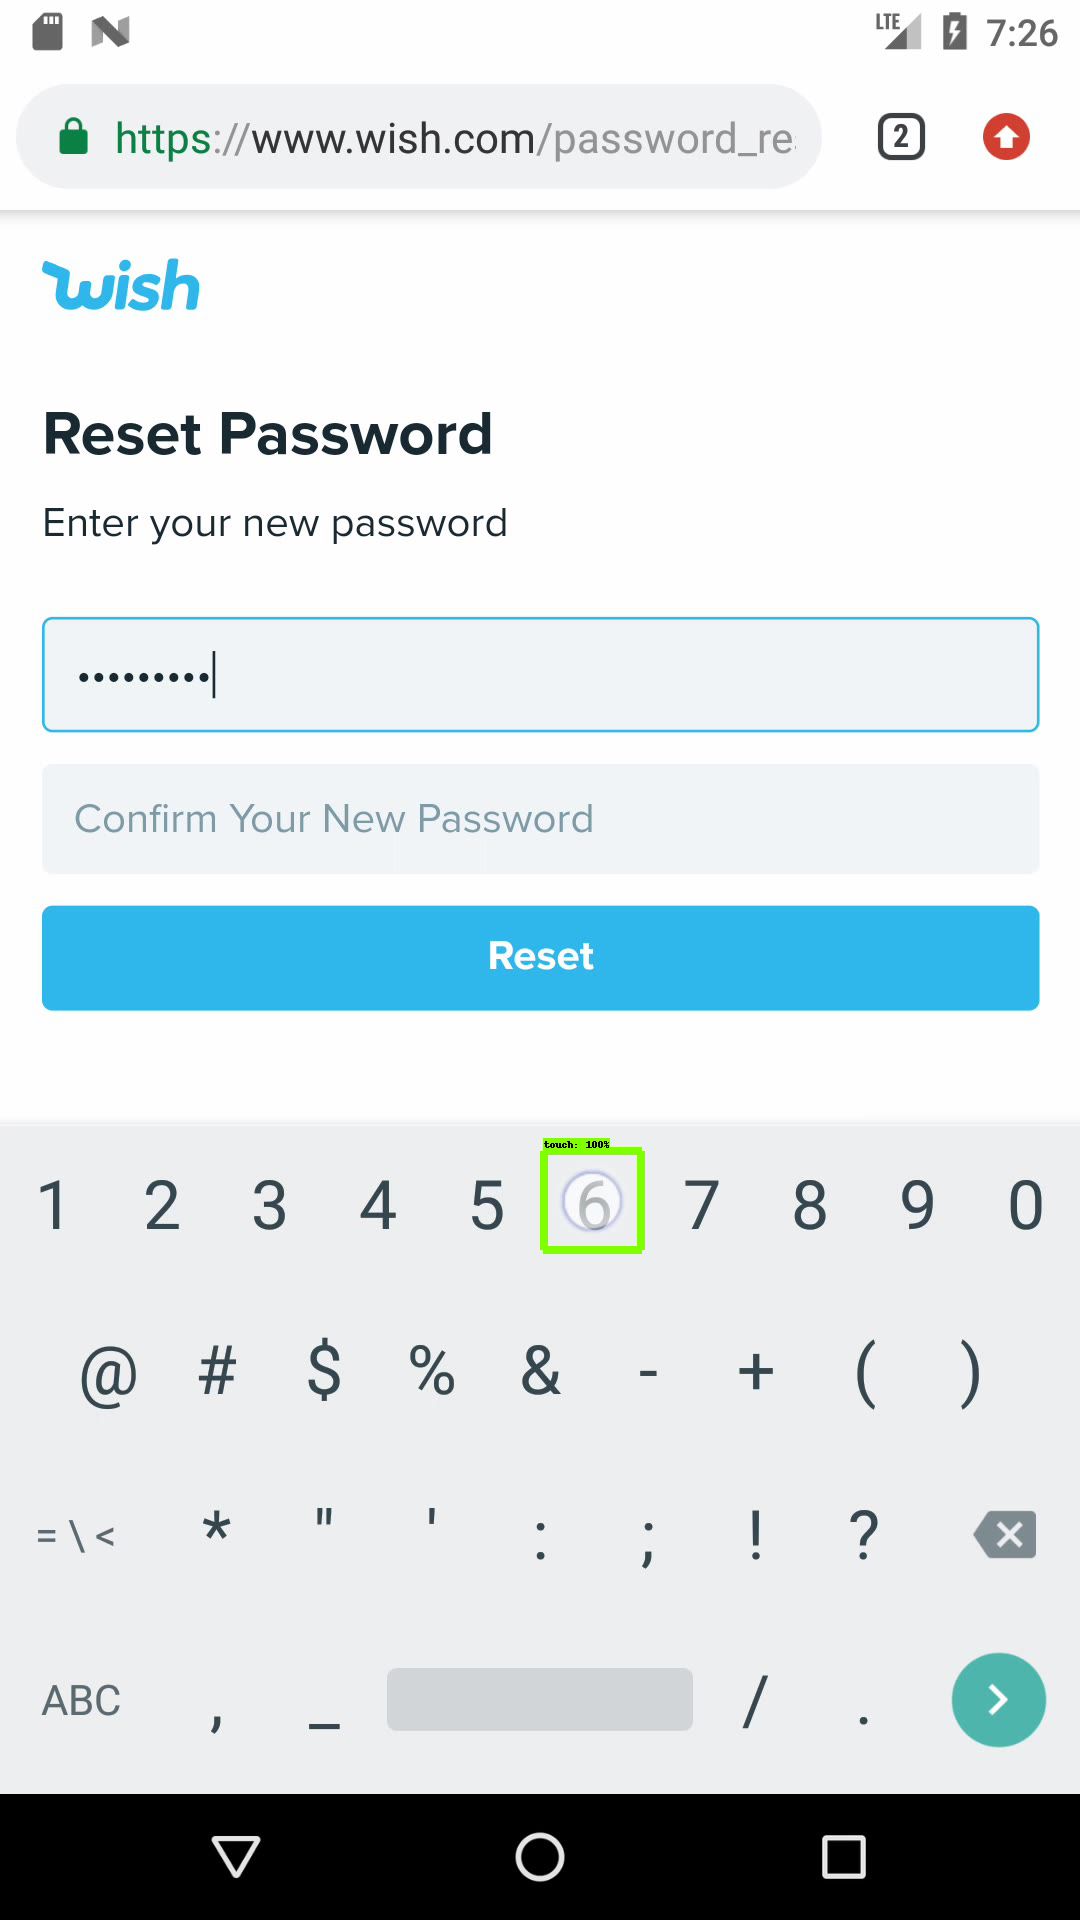 LTE 7:26
https://www.wish.com/password_re
2
wish
Reset Password
Enter your new password
•••••••••
Confirm Your New Password
Reset
touch: 100%
1 2 3 4 5 6 7 8 9 0
@ # $ % & - + ( )
= \ < * " ' : ; ! ?
ABC , _ / .